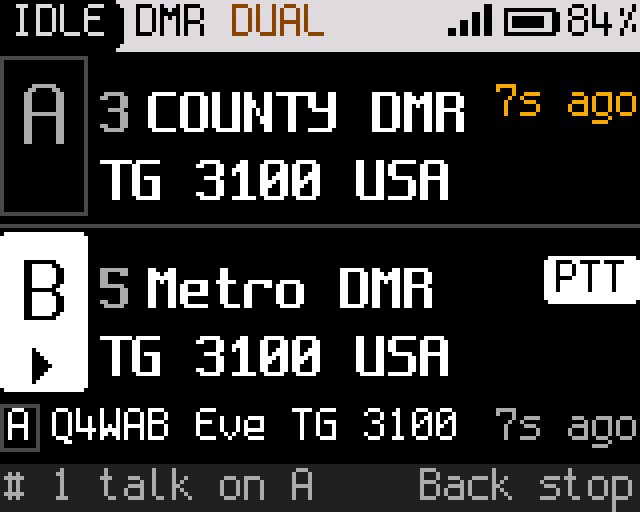 IDLE DMR DUAL 84%
A 3 COUNTY DMR 7s ago
TG 3100 USA
B 5 Metro DMR PTT
TG 3100 USA
A Q4WAB Eve TG 3100 7s ago
# 1 talk on A Back stop